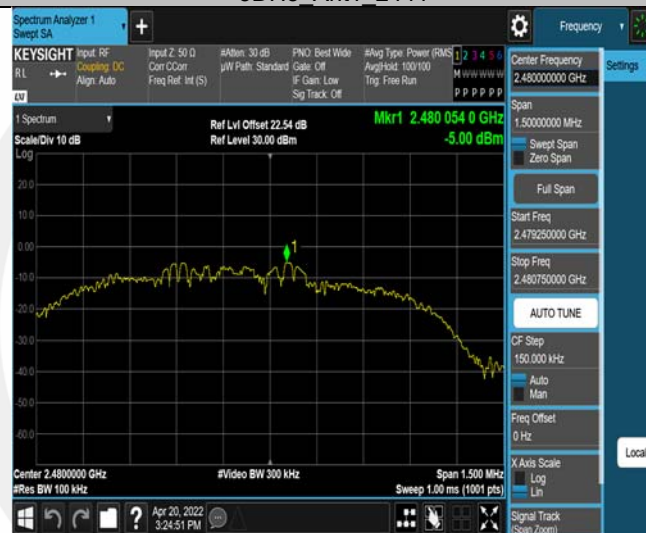 Spectrum Analyzer 1
Swept SA
+
Frequency
KEYSIGHT
RL
Input: RF
Coupling: DC
Align: Auto
Input Z: 50 Ω
Corr CCorr
Freq Ref: Int (S)
#Atten: 30 dB
µW Path: Standard
PNO: Best Wide
Gate: Off
IF Gain: Low
Sig Track: Off
#Avg Type: Power (RMS
Avg|Hold: 100/100
Trig: Free Run
1 2 3 4 5 6
M W W W W W
P P P P P P
1 Spectrum
Scale/Div 10 dB
Log
Ref Lvl Offset 22.54 dB
Ref Level 30.00 dBm
Mkr1 2.480 054 0 GHz
-5.00 dBm
20.0
10.0
0.00
-10.0
-20.0
-30.0
-40.0
-50.0
-60.0
1
Center 2.4800000 GHz
#Res BW 100 kHz
#Video BW 300 kHz
Span 1.500 MHz
Sweep 1.00 ms (1001 pts)
Apr 20, 2022
3:24:51 PM
Center Frequency
2.480000000 GHz
Settings
Span
1.50000000 MHz
Swept Span
Zero Span
Full Span
Start Freq
2.479250000 GHz
Stop Freq
2.480750000 GHz
AUTO TUNE
CF Step
150.000 kHz
Auto
Man
Freq Offset
0 Hz
Local
X Axis Scale
Log
Lin
Signal Track
(Span Zoom)